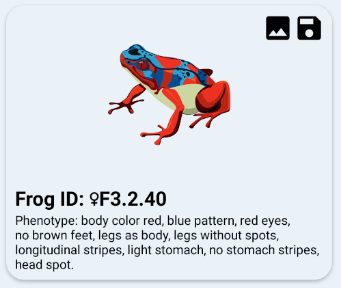 Frog ID: ♀F3.2.40
Phenotype: body color red, blue pattern, red eyes,
no brown feet, legs as body, legs without spots,
longitudinal stripes, light stomach, no stomach stripes,
head spot.